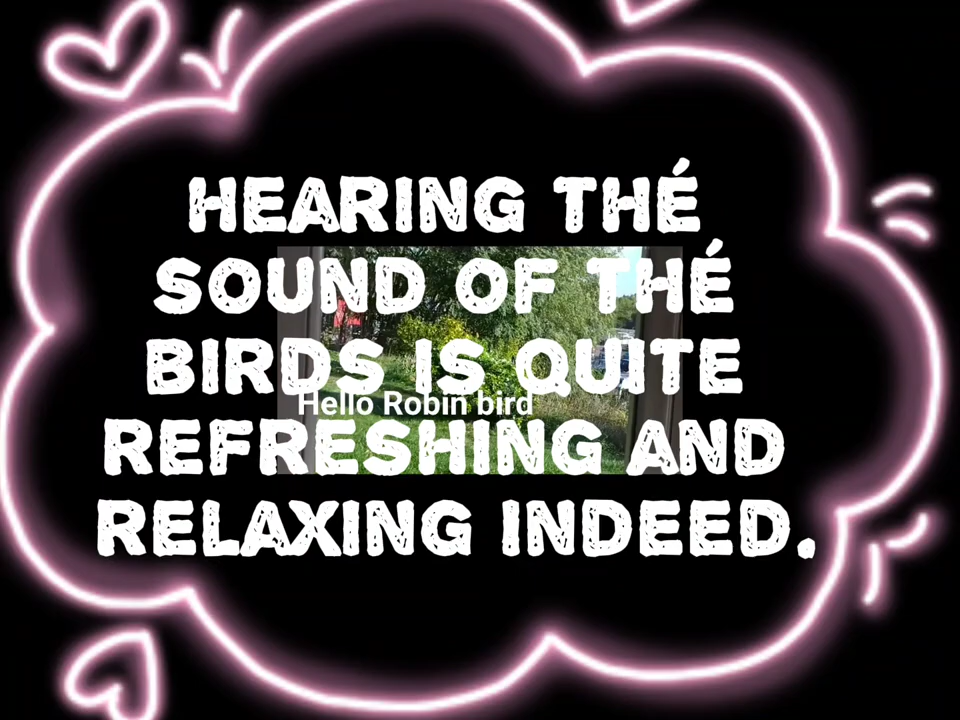 HEARING THÉ
SOUND OF THÉ
BIRDS IS QUITE
Hello Robin bird
REFRESHING AND
RELAXING INDEED.